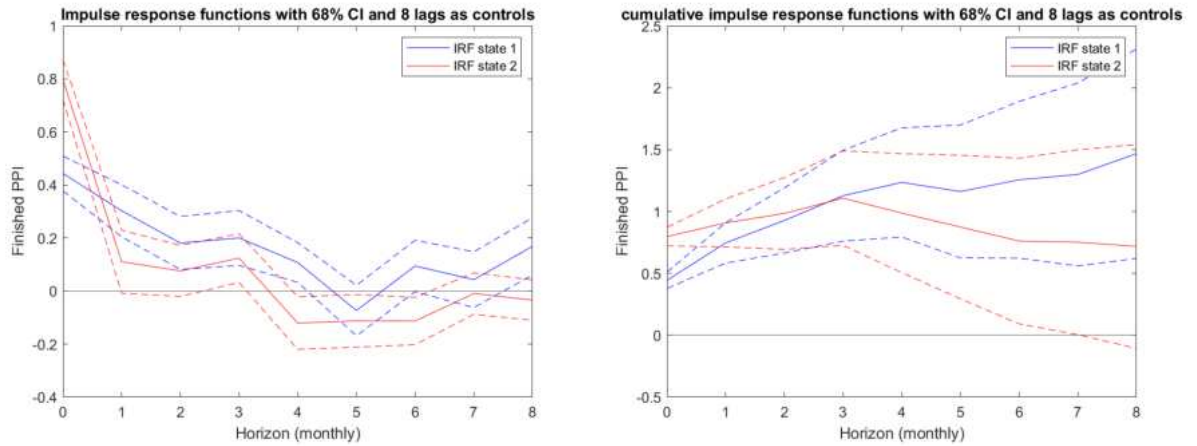 Impulse response functions with 68% CI and 8 lags as controls
1
0.8
0.6
0.4
0.2
0
-0.2
-0.4
Finished PPI
IRF state 1
IRF state 2
0 1 2 3 4 5 6 7 8
Horizon (monthly)
cumulative impulse response functions with 68% CI and 8 lags as controls
2.5
2
1.5
1
0.5
0
-0.5
Finished PPI
IRF state 1
IRF state 2
0 1 2 3 4 5 6 7 8
Horizon (monthly)